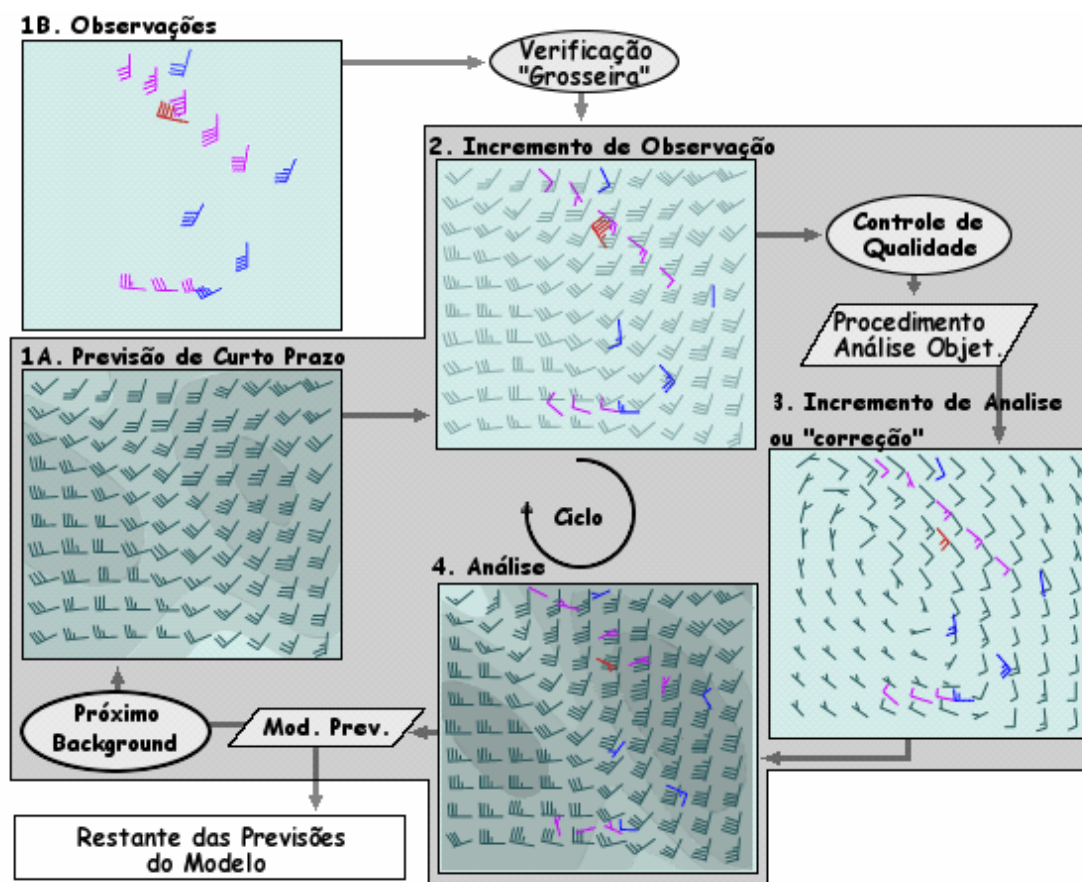 1B. Observações
Verificação
"Grosseira"
2. Incremento de Observação
Controle de
Qualidade
Procedimento
Análise Objet.
1A. Previsão de Curto Prazo
3. Incremento de Analise
ou "correção"
Ciclo
4. Análise
Próximo
Background
Mod. Prev.
Restante das Previsões
do Modelo